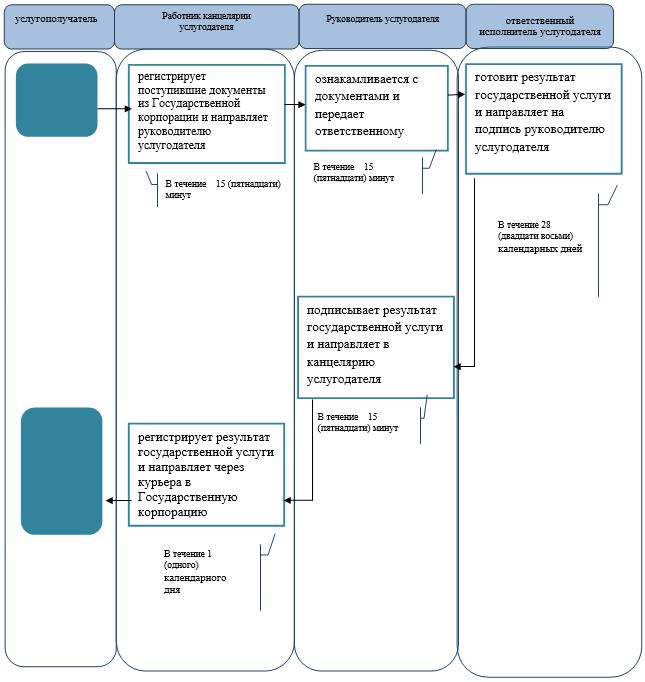 услугополучатель
Работник канцелярии
услугодателя
Руководитель услугодателя
ответственный
исполнитель услугодателя
регистрирует
поступившие документы
из Государственной
корпорации и направляет
руководителю
услугодателя
ознакамливается с
документами и
передает
ответственному
готовит результат
государственной услуги
и направляет на
подпись руководителю
услугодателя
В течение 15 (пятнадцати)
минут
В течение 15
(пятнадцати) минут
В течение 28
(двадцати восьми)
календарных дней
подписывает результат
государственной услуги
и направляет в
канцелярию
услугодателя
В течение 15
(пятнадцати) минут
регистрирует результат
государственной услуги
и направляет через
курьера в
Государственную
корпорацию
В течение 1
(одного)
календарного
дня